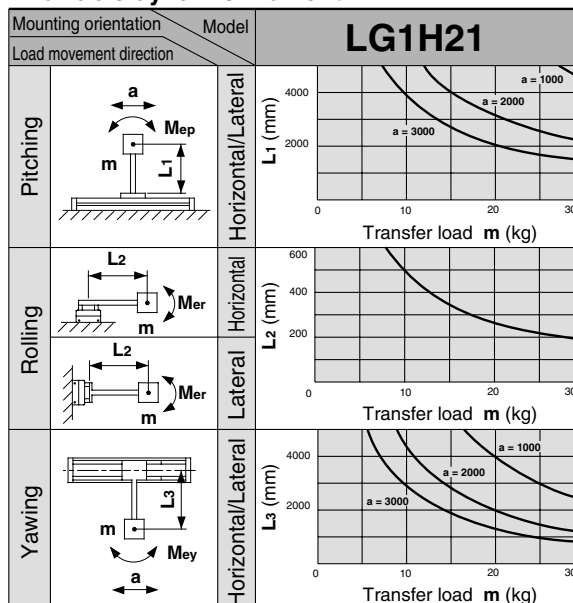 Mounting orientation
Model
Load movement direction
LG1H21
Pitching
a
Mep
m
L1
Horizontal/Lateral
L1 (mm)
4000
2000
a = 1000
a = 2000
a = 3000
0
10
20
30
Transfer load m (kg)
Rolling
L2
Mer
m
Horizontal
L2
Mer
m
Lateral
L2 (mm)
600
400
200
0
10
20
30
Transfer load m (kg)
Yawing
L3
m
Mey
a
Horizontal/Lateral
L3 (mm)
4000
2000
a = 1000
a = 2000
a = 3000
0
10
20
30
Transfer load m (kg)